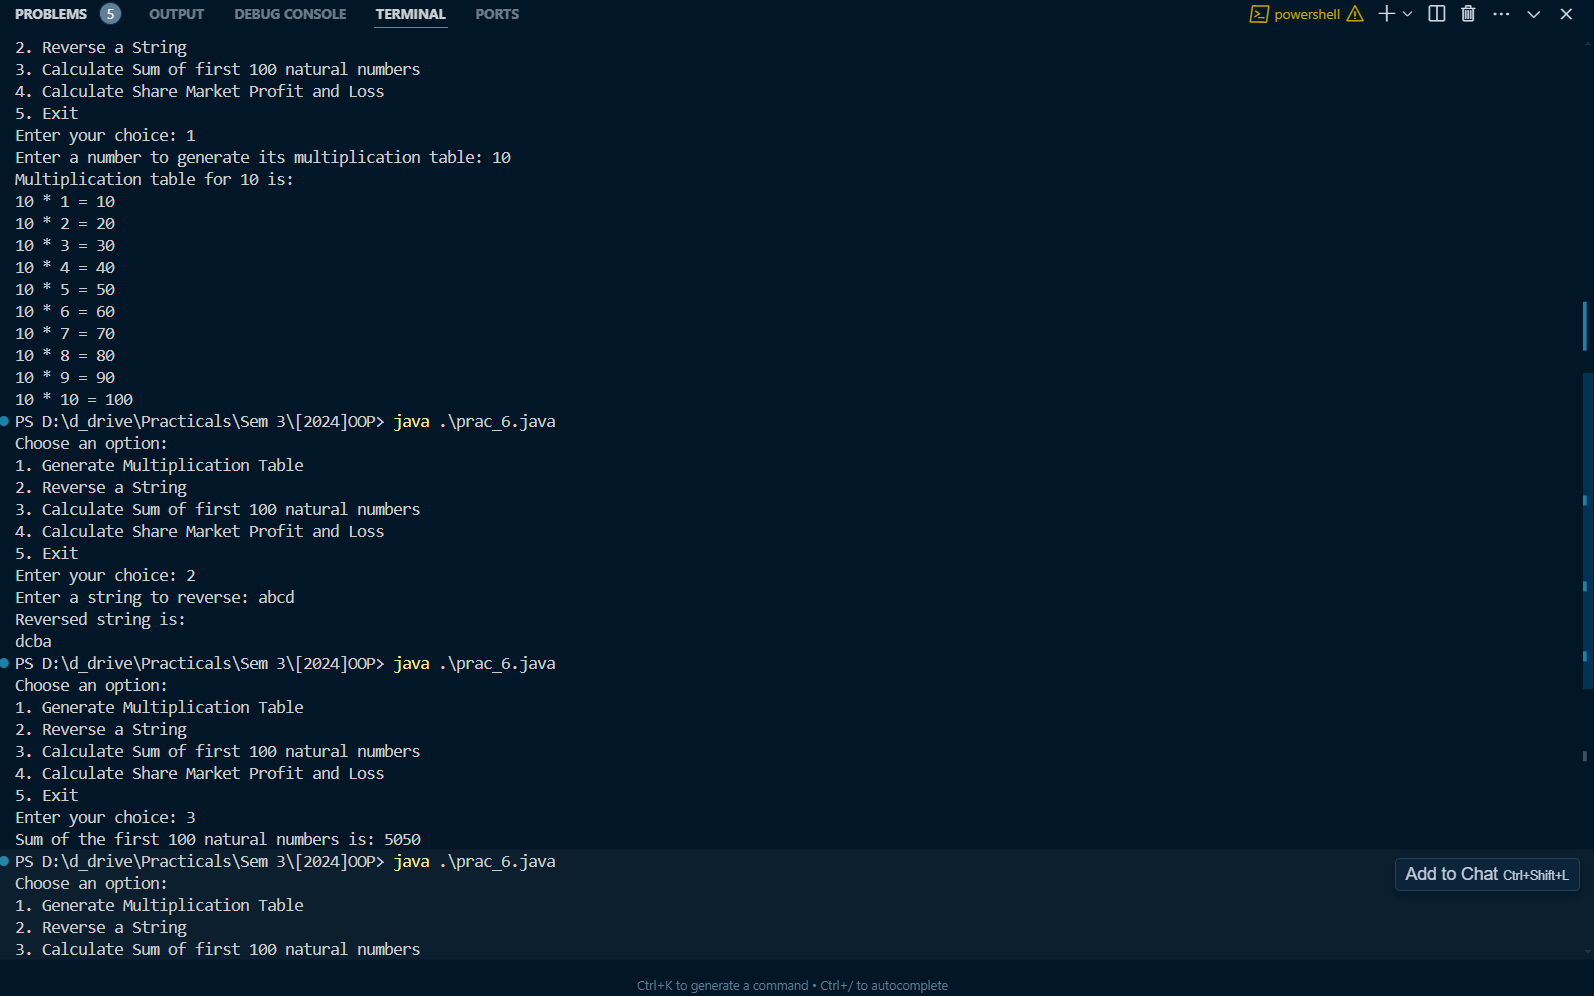 PROBLEMS 5 OUTPUT DEBUG CONSOLE TERMINAL PORTS powershell
2. Reverse a String
3. Calculate Sum of first 100 natural numbers
4. Calculate Share Market Profit and Loss
5. Exit
Enter your choice: 1
Enter a number to generate its multiplication table: 10
Multiplication table for 10 is:
10 * 1 = 10
10 * 2 = 20
10 * 3 = 30
10 * 4 = 40
10 * 5 = 50
10 * 6 = 60
10 * 7 = 70
10 * 8 = 80
10 * 9 = 90
10 * 10 = 100
PS D:\d_drive\Practicals\Sem 3\[2024]OOP> java .\prac_6.java
Choose an option:
1. Generate Multiplication Table
2. Reverse a String
3. Calculate Sum of first 100 natural numbers
4. Calculate Share Market Profit and Loss
5. Exit
Enter your choice: 2
Enter a string to reverse: abcd
Reversed string is:
dcba
PS D:\d_drive\Practicals\Sem 3\[2024]OOP> java .\prac_6.java
Choose an option:
1. Generate Multiplication Table
2. Reverse a String
3. Calculate Sum of first 100 natural numbers
4. Calculate Share Market Profit and Loss
5. Exit
Enter your choice: 3
Sum of the first 100 natural numbers is: 5050
PS D:\d_drive\Practicals\Sem 3\[2024]OOP> java .\prac_6.java
Add to Chat Ctrl+Shift+L
Choose an option:
1. Generate Multiplication Table
2. Reverse a String
3. Calculate Sum of first 100 natural numbers
Ctrl+K to generate a command • Ctrl+/ to autocomplete